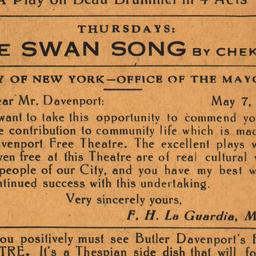 A Play on Beau Brummel in 4 Acts
THURSDAYS:
E SWAN SONG BY CHEK
Y OF NEW YORK—OFFICE OF THE MAYO
ear Mr. Davenport: May 7,
want to take this opportunity to commend yo
e contribution to community life which is mad
avenport Free Theatre. The excellent plays w
ven free at this Theatre are of real cultural v
people of our City, and you have my best w
ntinued success with this undertaking.
Very sincerely yours,
F. H. La Guardia, M
ou positively must see Butler Davenport's F
TRE. It's a Thespian side dish that will fo